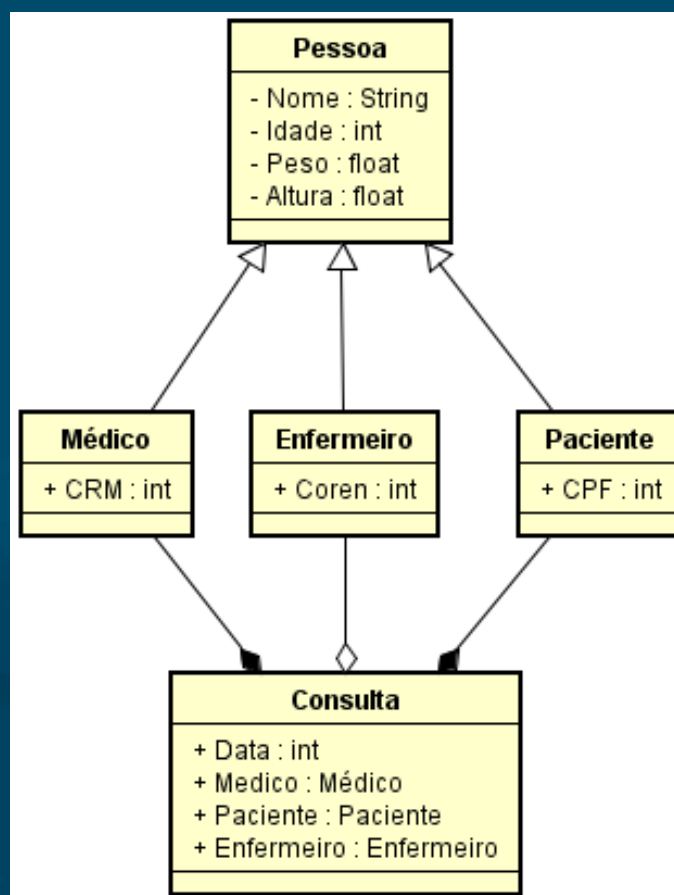 Pessoa
- Nome : String
- Idade : int
- Peso : float
- Altura : float
Médico
+ CRM : int
Enfermeiro
+ Coren : int
Paciente
+ CPF : int
Consulta
+ Data : int
+ Medico : Médico
+ Paciente : Paciente
+ Enfermeiro : Enfermeiro